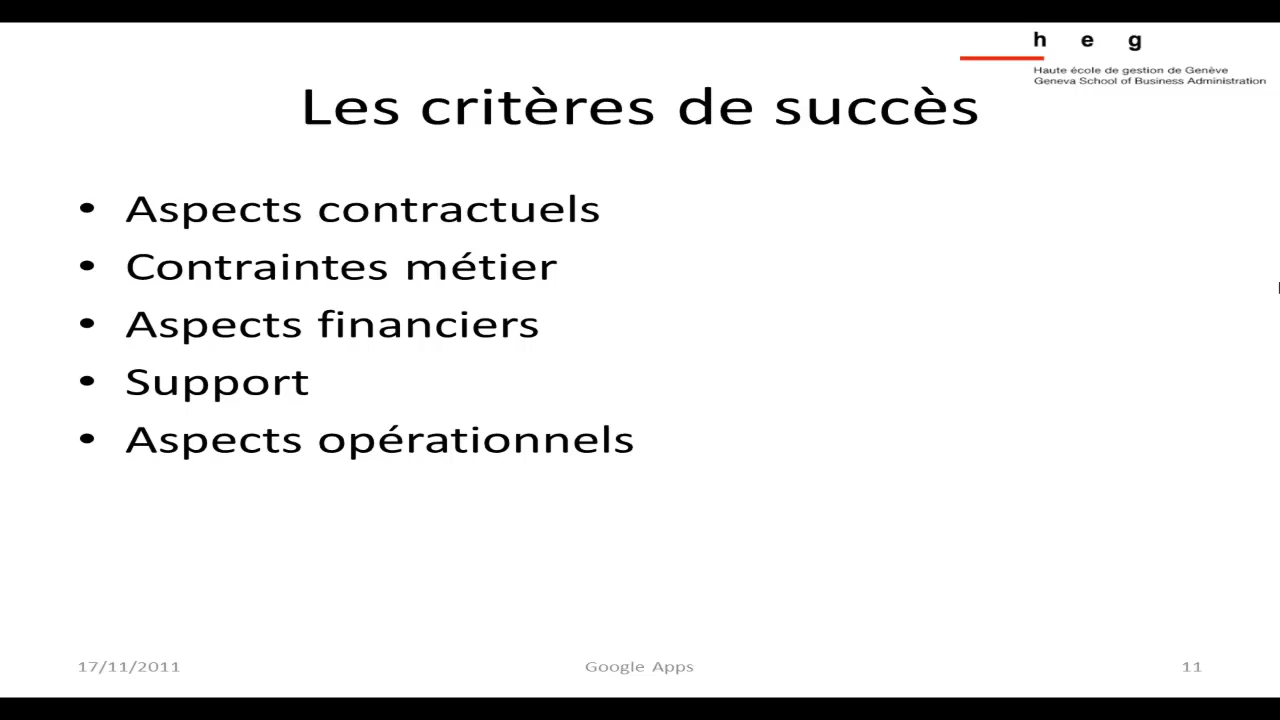 h e g
Haute école de gestion de Genève
Geneva School of Business Administration
Les critères de succès
• Aspects contractuels
• Contraintes métier
• Aspects financiers
• Support
• Aspects opérationnels
17/11/2011
Google Apps
11